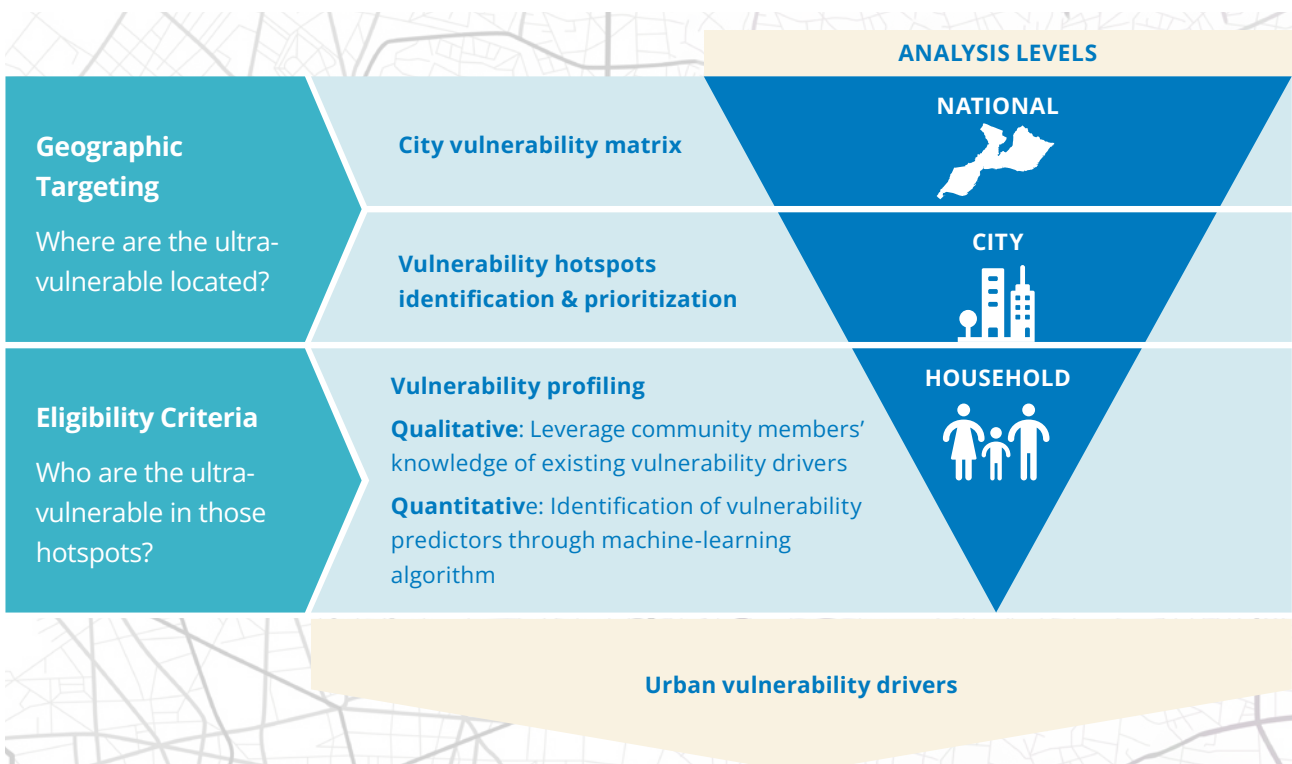 ANALYSIS LEVELS
Geographic
Targeting
Where are the ultra-
vulnerable located?
City vulnerability matrix
NATIONAL
Vulnerability hotspots
identification & prioritization
CITY
Eligibility Criteria
Who are the ultra-
vulnerable in those
hotspots?
Vulnerability profiling
Qualitative: Leverage community members’
knowledge of existing vulnerability drivers
Quantitative: Identification of vulnerability
predictors through machine-learning
algorithm
HOUSEHOLD
Urban vulnerability drivers